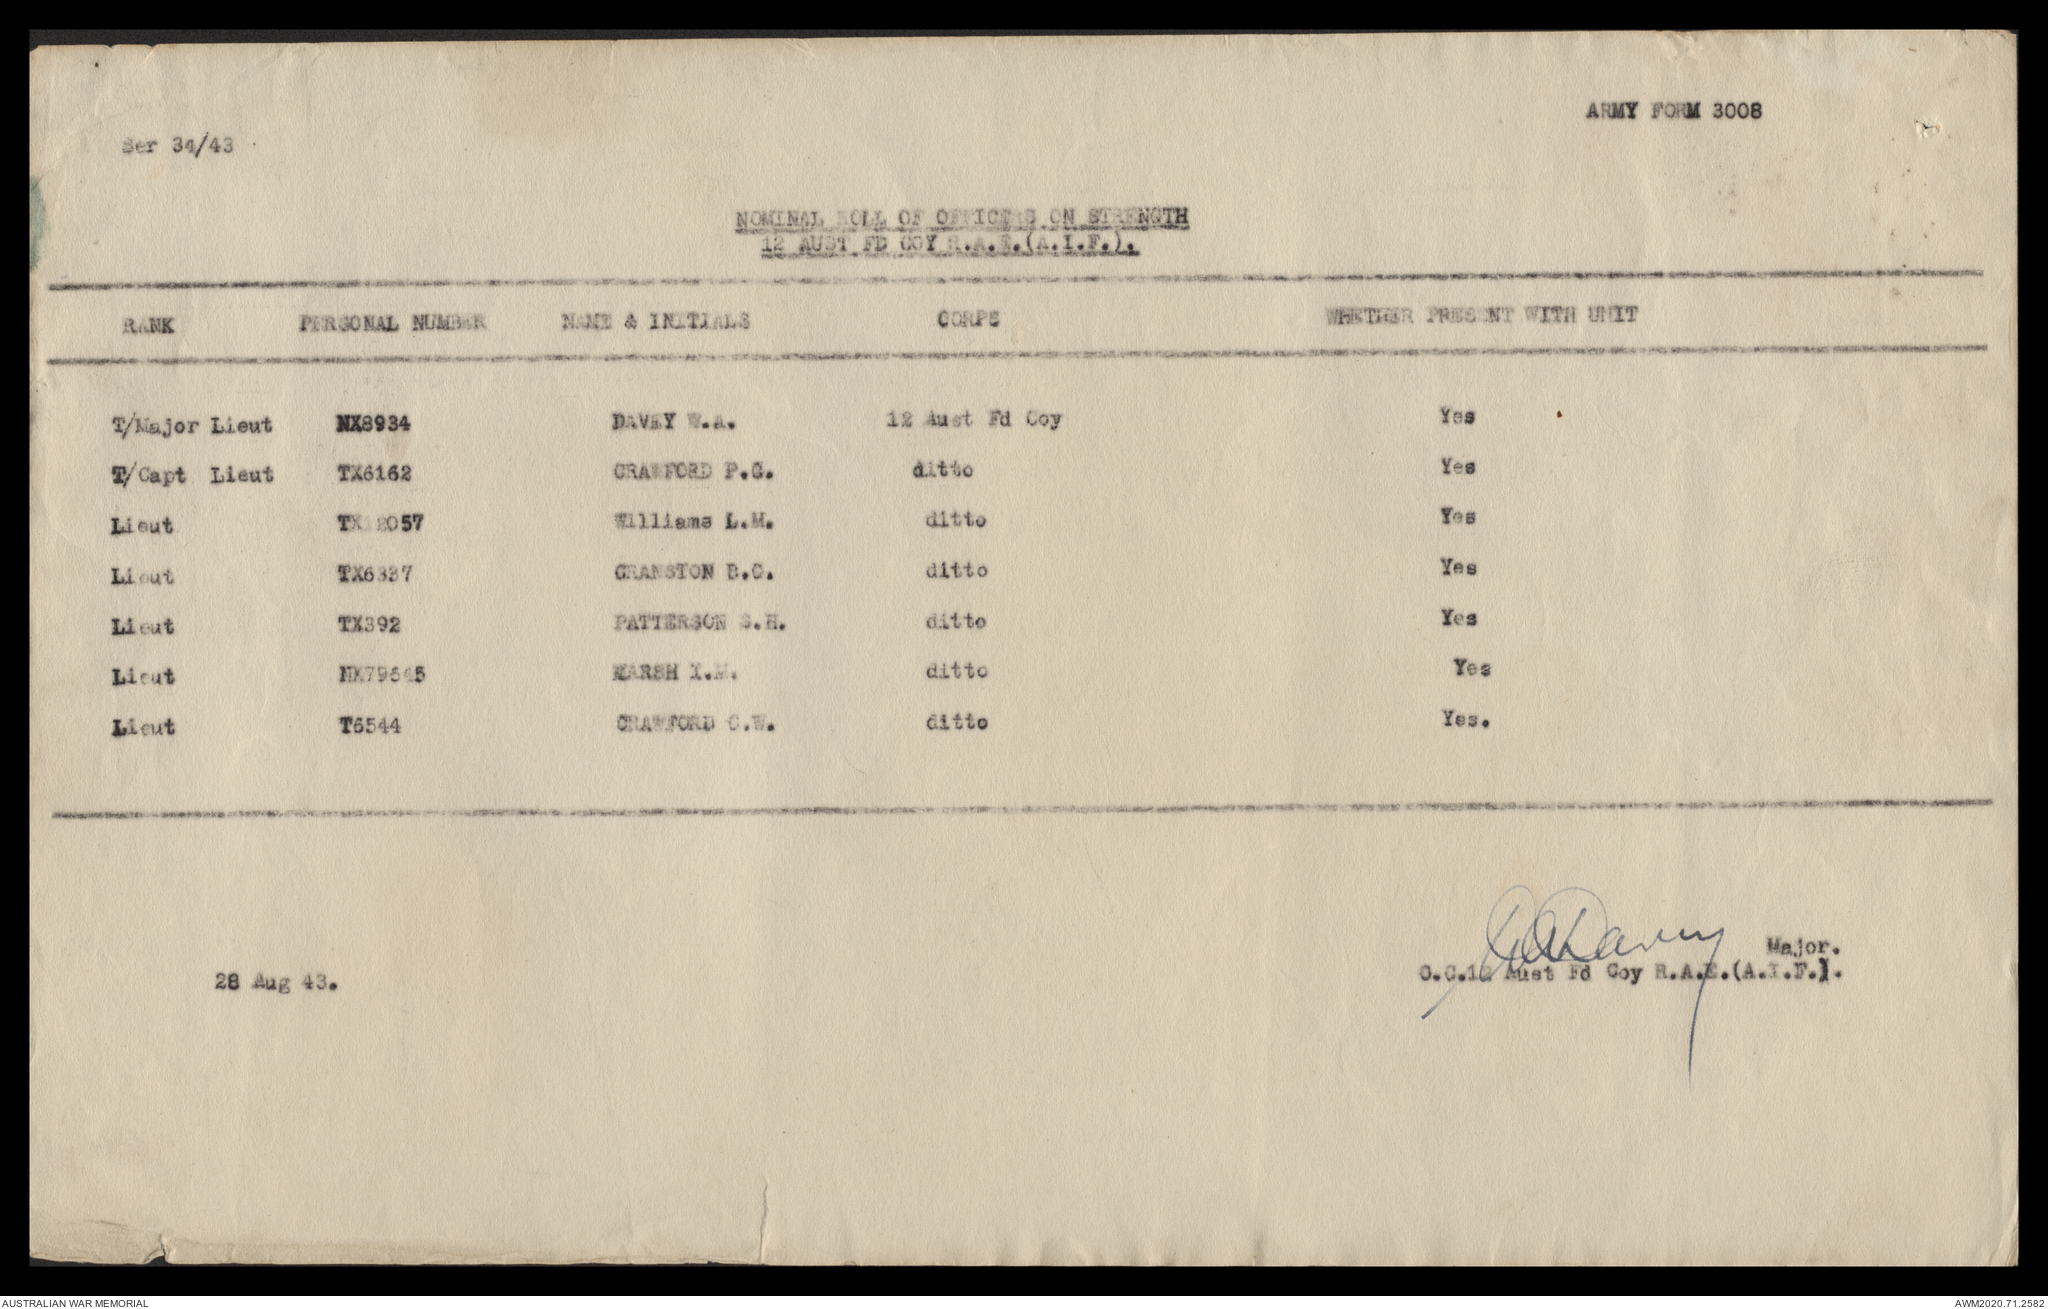 ARMY FORM 3008
Ser 34/43
NOMINAL ROLL OF OFFICERS ON STRENGTH
12 AUST FD COY R.A.E.(A.I.F.).
RANK PERSONAL NUMBER NAME & INITIALS CORPS WHETHER PRESENT WITH UNIT
T/Major Lieut NX8934 DAVEY W.A. 12 Aust Fd Coy Yes
T/Capt Lieut TX6162 CRAWFORD P.G. ditto Yes
Lieut TX12057 Williams L.M. ditto Yes
Lieut TX6337 CRANSTON B.C. ditto Yes
Lieut TX392 PATTERSON S.H. ditto Yes
Lieut MARSH I.M. ditto Yes
Lieut T6544 CRAWFORD C.W. ditto Yes.
WADavey Major.
28 Aug 43. O.C.12 Aust Fd Coy R.A.E.(A.I.F.).
AUSTRALIAN WAR MEMORIAL AWM2020.71.2582